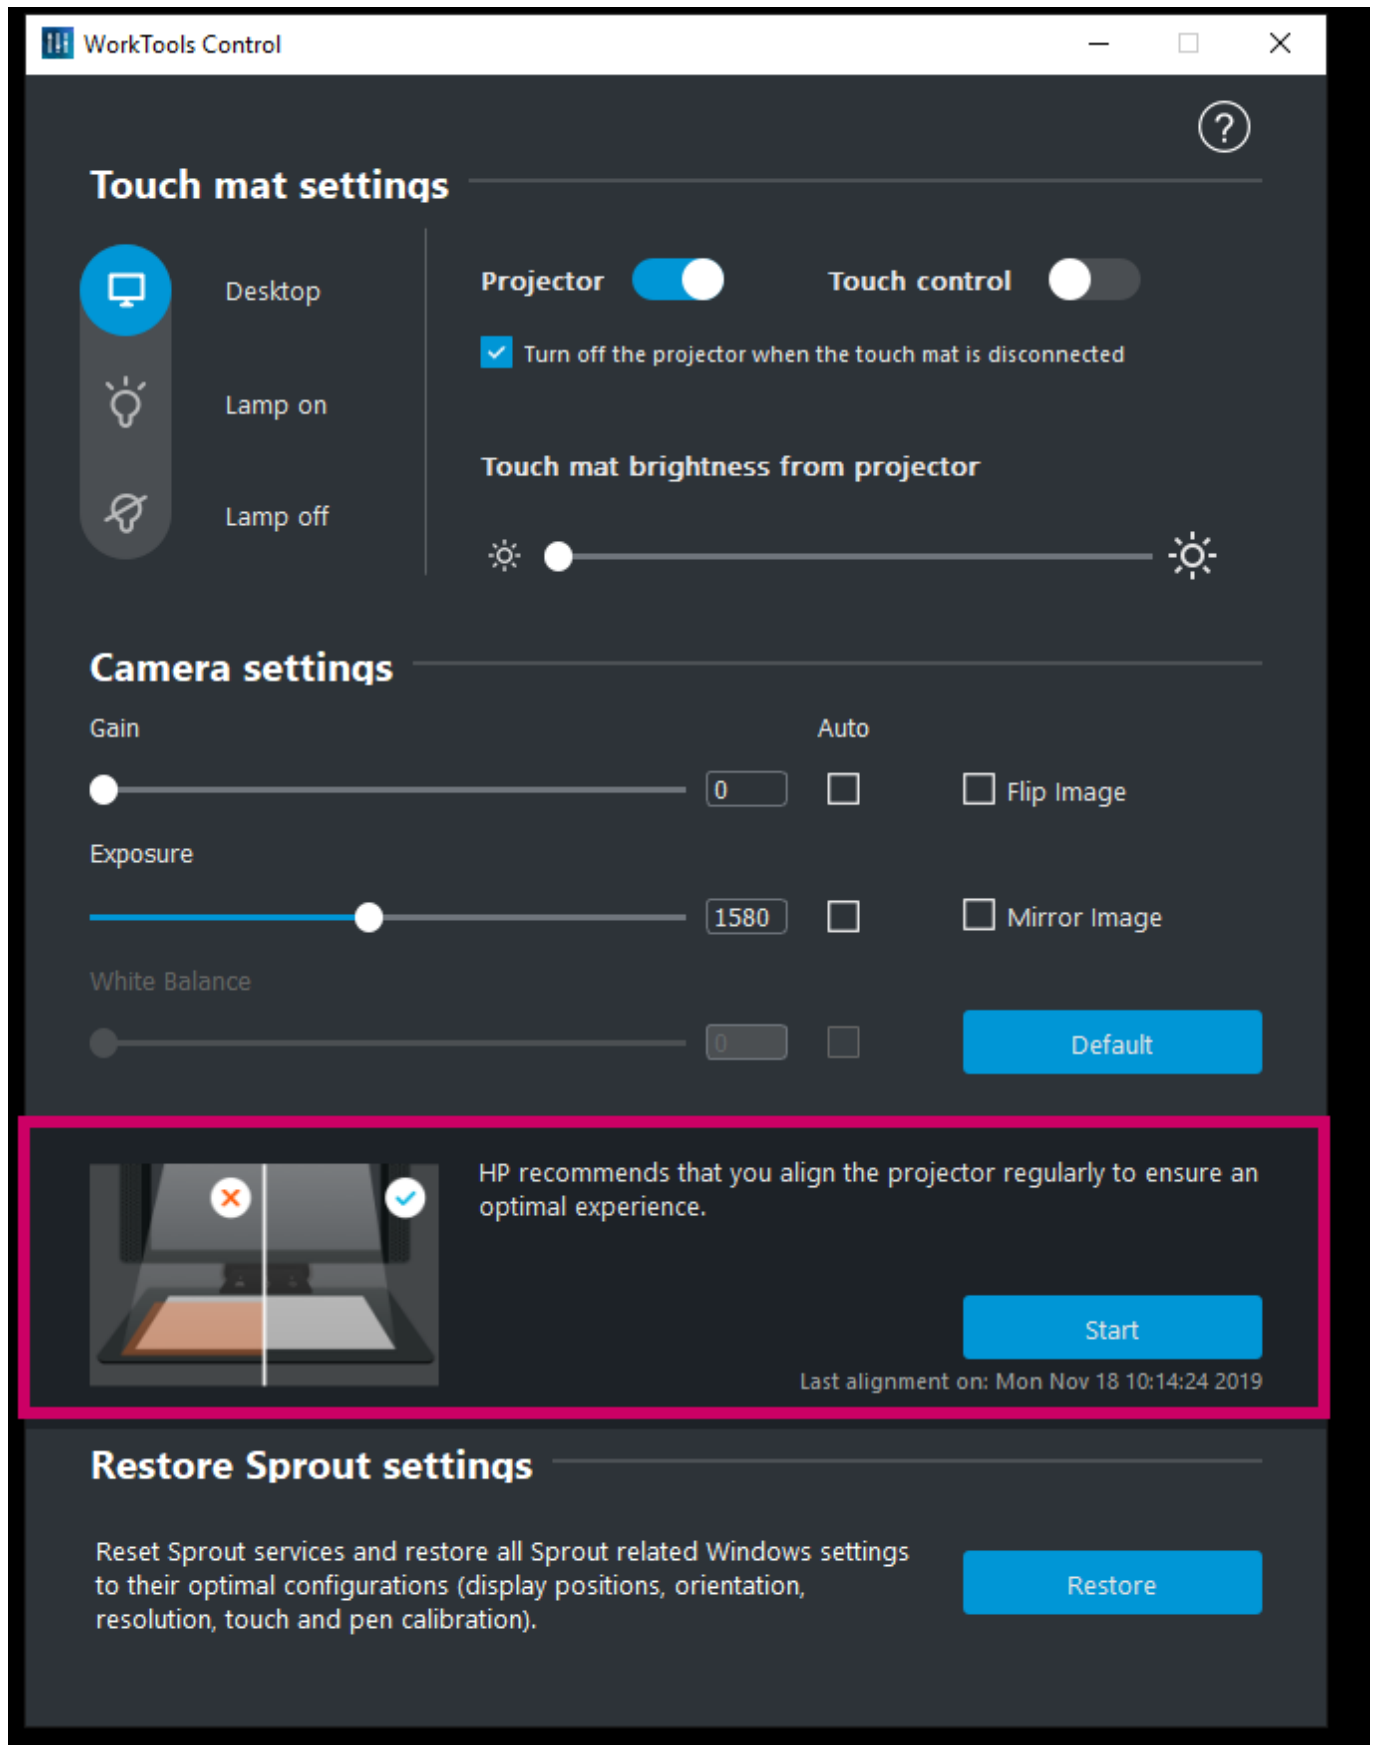 WorkTools Control
?
Touch mat settings
Desktop
Projector
Touch control
Turn off the projector when the touch mat is disconnected
Lamp on
Touch mat brightness from projector
Lamp off
Camera settings
Gain
Auto
0
Flip Image
Exposure
1580
Mirror Image
White Balance
0
Default
HP recommends that you align the projector regularly to ensure an
optimal experience.
Start
Last alignment on: Mon Nov 18 10:14:24 2019
Restore Sprout settings
Reset Sprout services and restore all Sprout related Windows settings
to their optimal configurations (display positions, orientation,
resolution, touch and pen calibration).
Restore